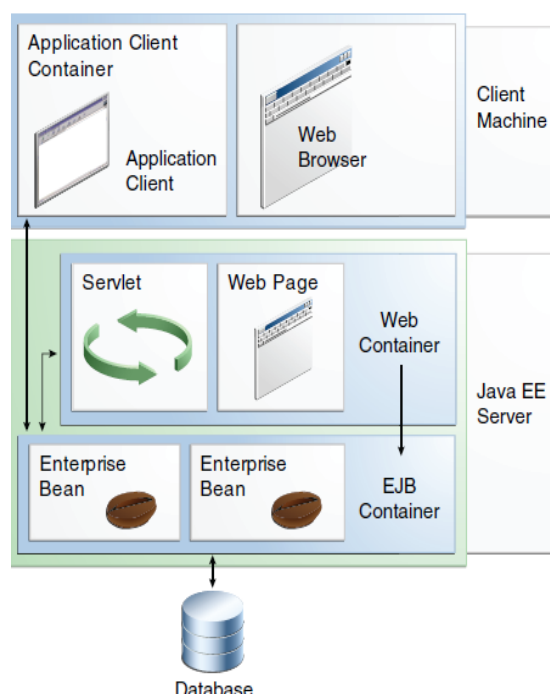 Application Client
Container
Application
Client
Web
Browser
Client
Machine
Servlet
Web Page
Web
Container
Java EE
Server
Enterprise
Bean
Enterprise
Bean
EJB
Container
Database